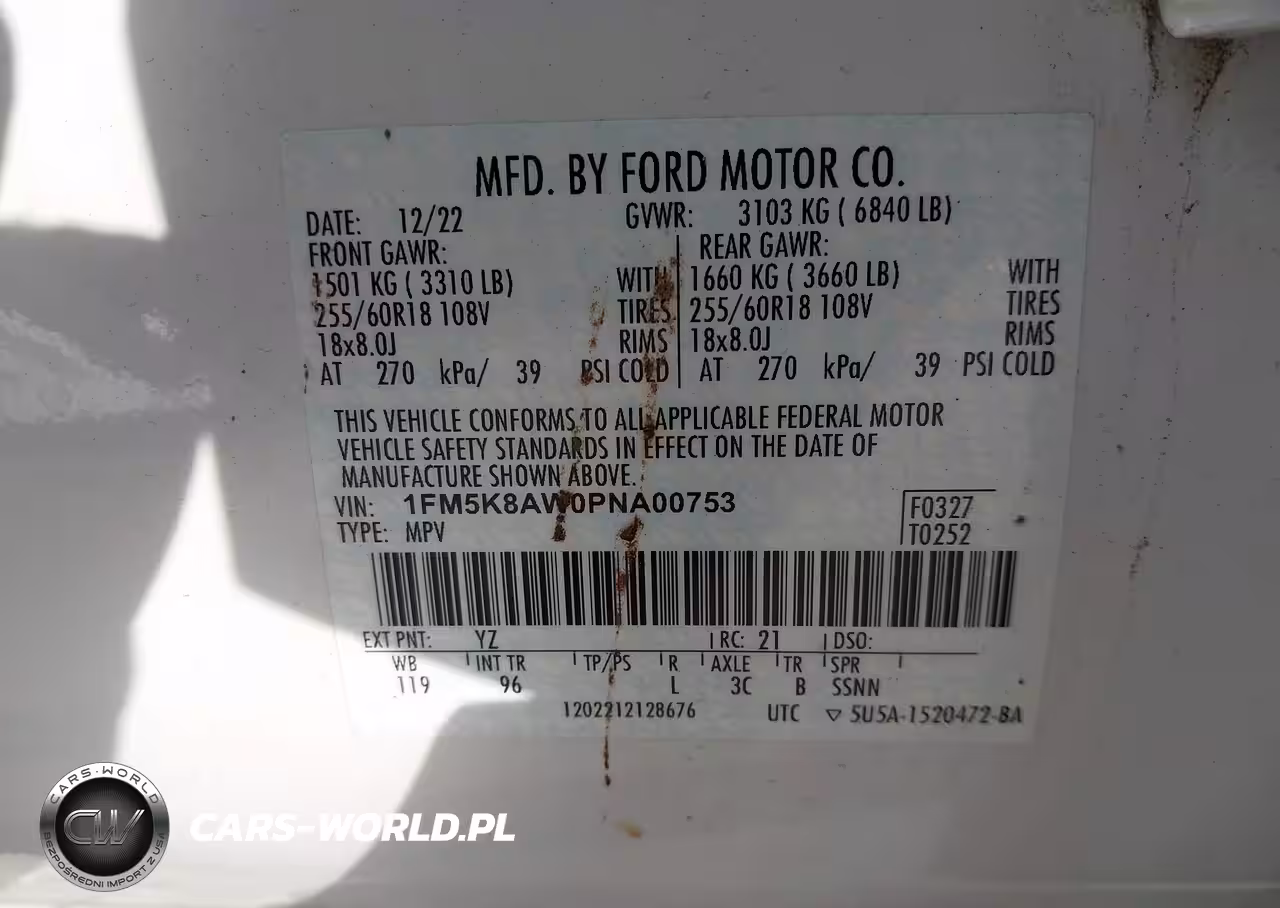 MFD. BY FORD MOTOR CO.
DATE: 12/22 GVWR: 3103 KG ( 6840 LB)
FRONT GAWR: REAR GAWR:
1501 KG ( 3310 LB) WITH 1660 KG ( 3660 LB) WITH
255/60R18 108V TIRES 255/60R18 108V TIRES
18x8.0J RIMS 18x8.0J RIMS
AT 270 kPa/ 39 PSI COLD AT 270 kPa/ 39 PSI COLD
THIS VEHICLE CONFORMS TO ALL APPLICABLE FEDERAL MOTOR
VEHICLE SAFETY STANDARDS IN EFFECT ON THE DATE OF
MANUFACTURE SHOWN ABOVE.
VIN: 1FM5K8AW0PNA00753 F0327
TYPE: MPV T0252
EXT PNT: YZ RC: 21 DSO:
WB INT TR TP/PS R AXLE TR SPR
119 96 L 3C B SSNN
1202212128676 UTC ▽ 5U5A-1520472-BA
CARS-WORLD
CW
BEZPOŚREDNI IMPORT Z USA
CARS-WORLD.PL